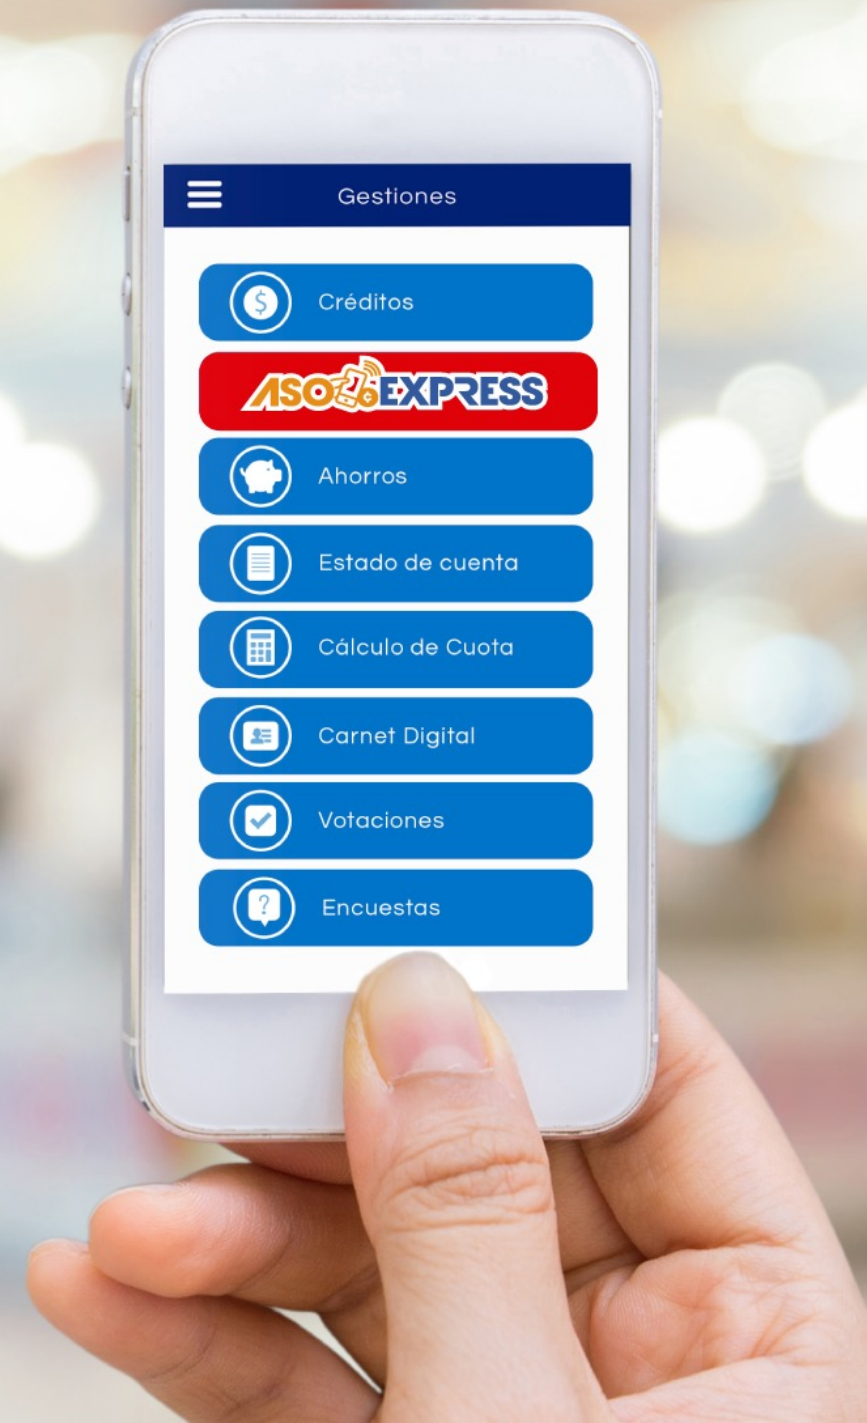 Gestiones
$ Créditos
ASO EXPRESS
Ahorros
Estado de cuenta
Cálculo de Cuota
Carnet Digital
Votaciones
? Encuestas